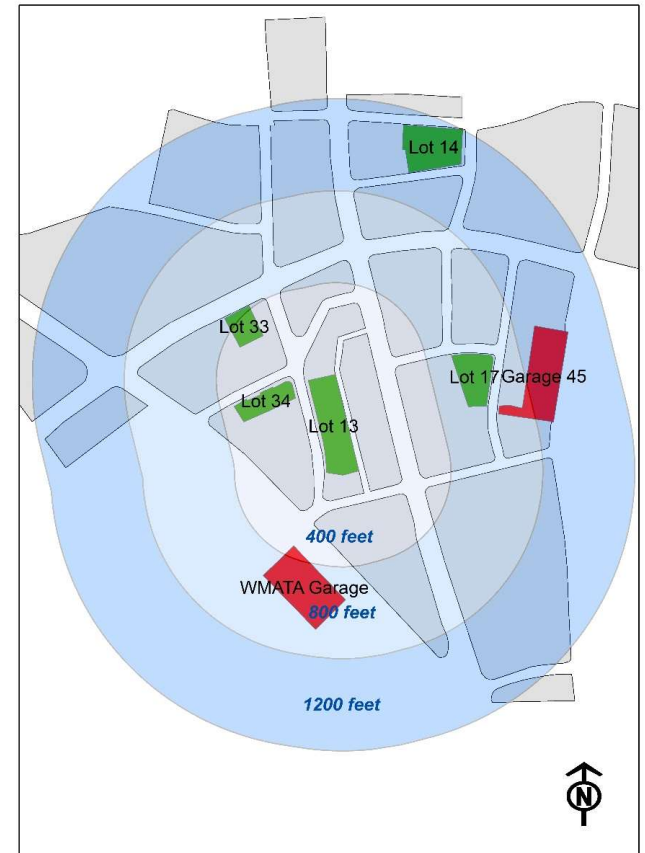 Lot 14
Lot 33
Lot 17
Garage 45
Lot 34
Lot 13
400 feet
WMATA Garage
800 feet
1200 feet
N